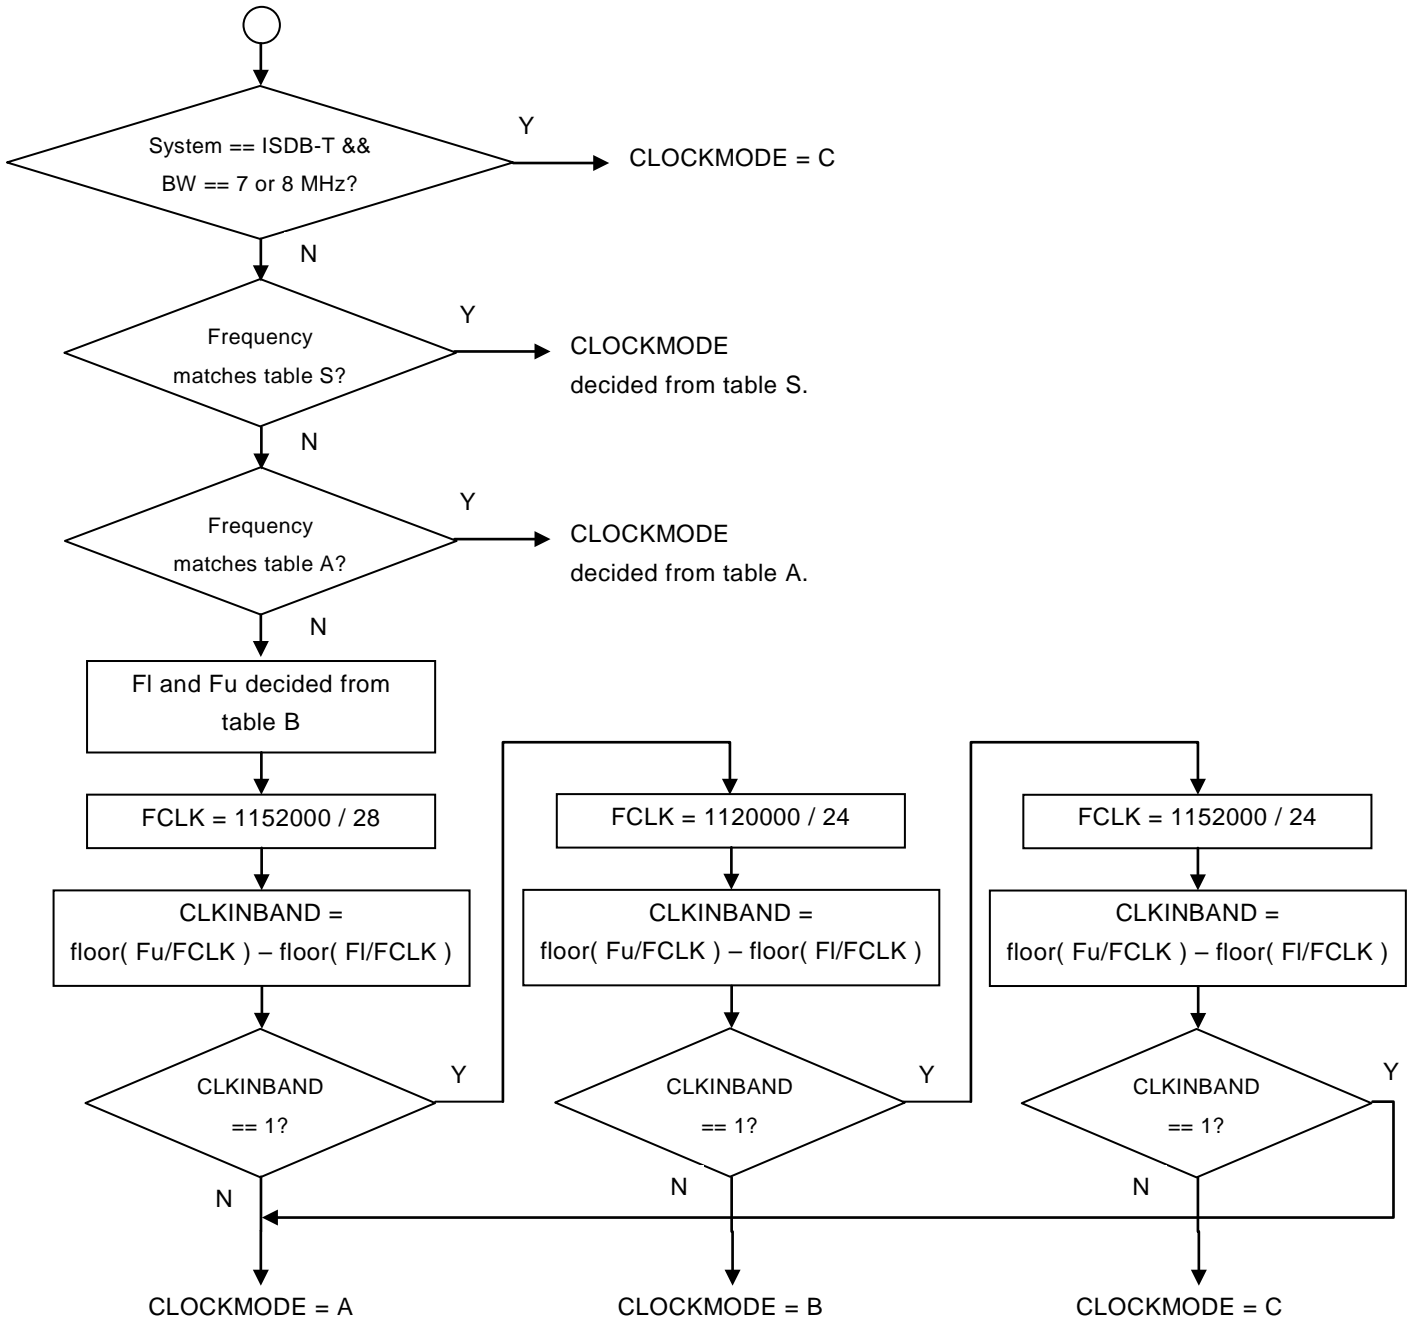 System == ISDB-T &&
BW == 7 or 8 MHz?
Y
CLOCKMODE = C
N
Frequency
matches table S?
Y
CLOCKMODE
decided from table S.
N
Frequency
matches table A?
Y
CLOCKMODE
decided from table A.
N
Fl and Fu decided from
table B
FCLK = 1152000 / 28
CLKINBAND =
floor( Fu/FCLK ) – floor( Fl/FCLK )
CLKINBAND
== 1?
Y
N
CLOCKMODE = A
FCLK = 1120000 / 24
CLKINBAND =
floor( Fu/FCLK ) – floor( Fl/FCLK )
CLKINBAND
== 1?
Y
N
CLOCKMODE = B
FCLK = 1152000 / 24
CLKINBAND =
floor( Fu/FCLK ) – floor( Fl/FCLK )
CLKINBAND
== 1?
Y
N
CLOCKMODE = C